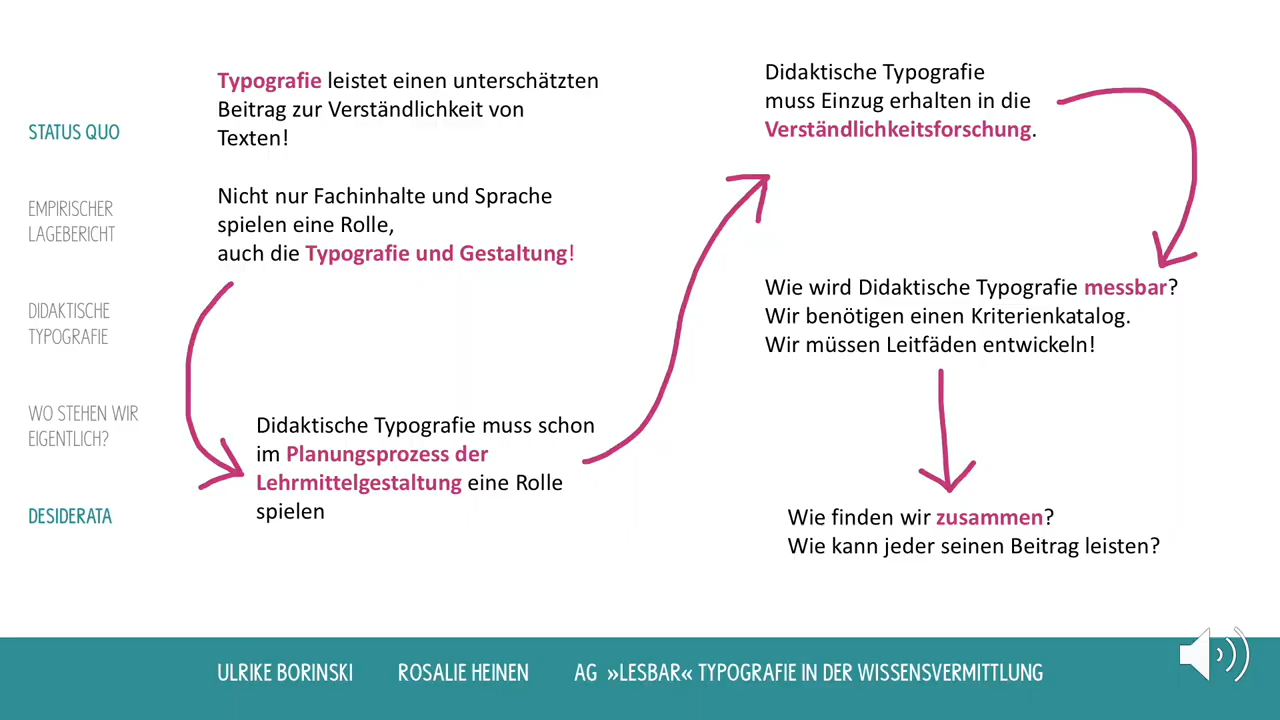 STATUS QUO
EMPIRISCHER
LAGEBERICHT
DIDAKTISCHE
TYPOGRAFIE
WO STEHEN WIR
EIGENTLICH?
DESIDERATA
Typografie leistet einen unterschätzten
Beitrag zur Verständlichkeit von
Texten!
Nicht nur Fachinhalte und Sprache
spielen eine Rolle,
auch die Typografie und Gestaltung!
Didaktische Typografie muss schon
im Planungsprozess der
Lehrmittelgestaltung eine Rolle
spielen
Didaktische Typografie
muss Einzug erhalten in die
Verständlichkeitsforschung.
Wie wird Didaktische Typografie messbar?
Wir benötigen einen Kriterienkatalog.
Wir müssen Leitfäden entwickeln!
Wie finden wir zusammen?
Wie kann jeder seinen Beitrag leisten?
ULRIKE BORINSKI ROSALIE HEINEN AG »LESBAR« TYPOGRAFIE IN DER WISSENSVERMITTLUNG